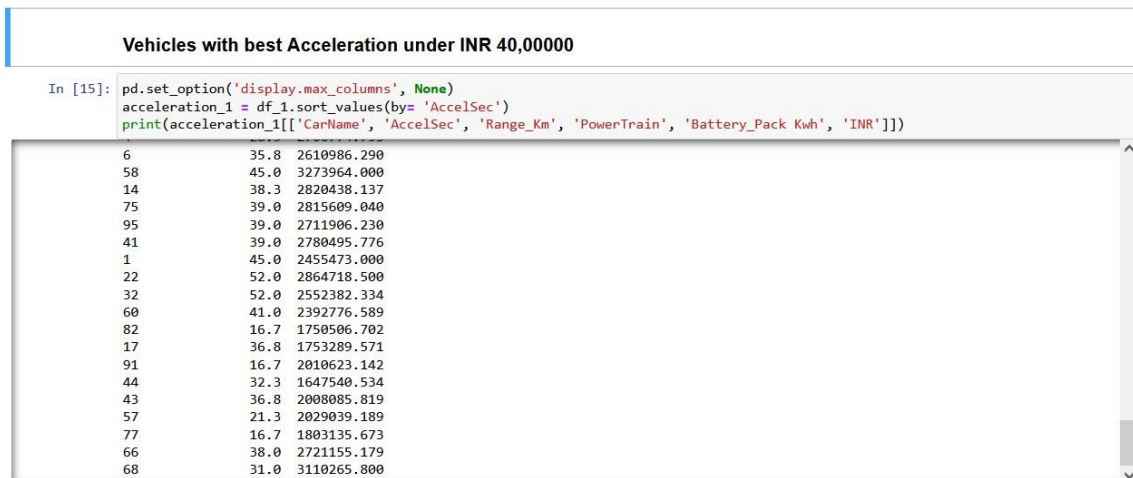 Vehicles with best Acceleration under INR 40,00000
In [15]: pd.set_option('display.max_columns', None)
acceleration_1 = df_1.sort_values(by= 'AccelSec')
print(acceleration_1[['CarName', 'AccelSec', 'Range_Km', 'PowerTrain', 'Battery_Pack Kwh', 'INR']])
6 35.8 2610986.290
58 45.0 3273964.000
14 38.3 2820438.137
75 39.0 2815609.040
95 39.0 2711906.230
41 39.0 2780495.776
1 45.0 2455473.000
22 52.0 2864718.500
32 52.0 2552382.334
60 41.0 2392776.589
82 16.7 1750506.702
17 36.8 1753289.571
91 16.7 2010623.142
44 32.3 1647540.534
43 36.8 2008085.819
57 21.3 2029039.189
77 16.7 1803135.673
66 38.0 2721155.179
68 31.0 3110265.800